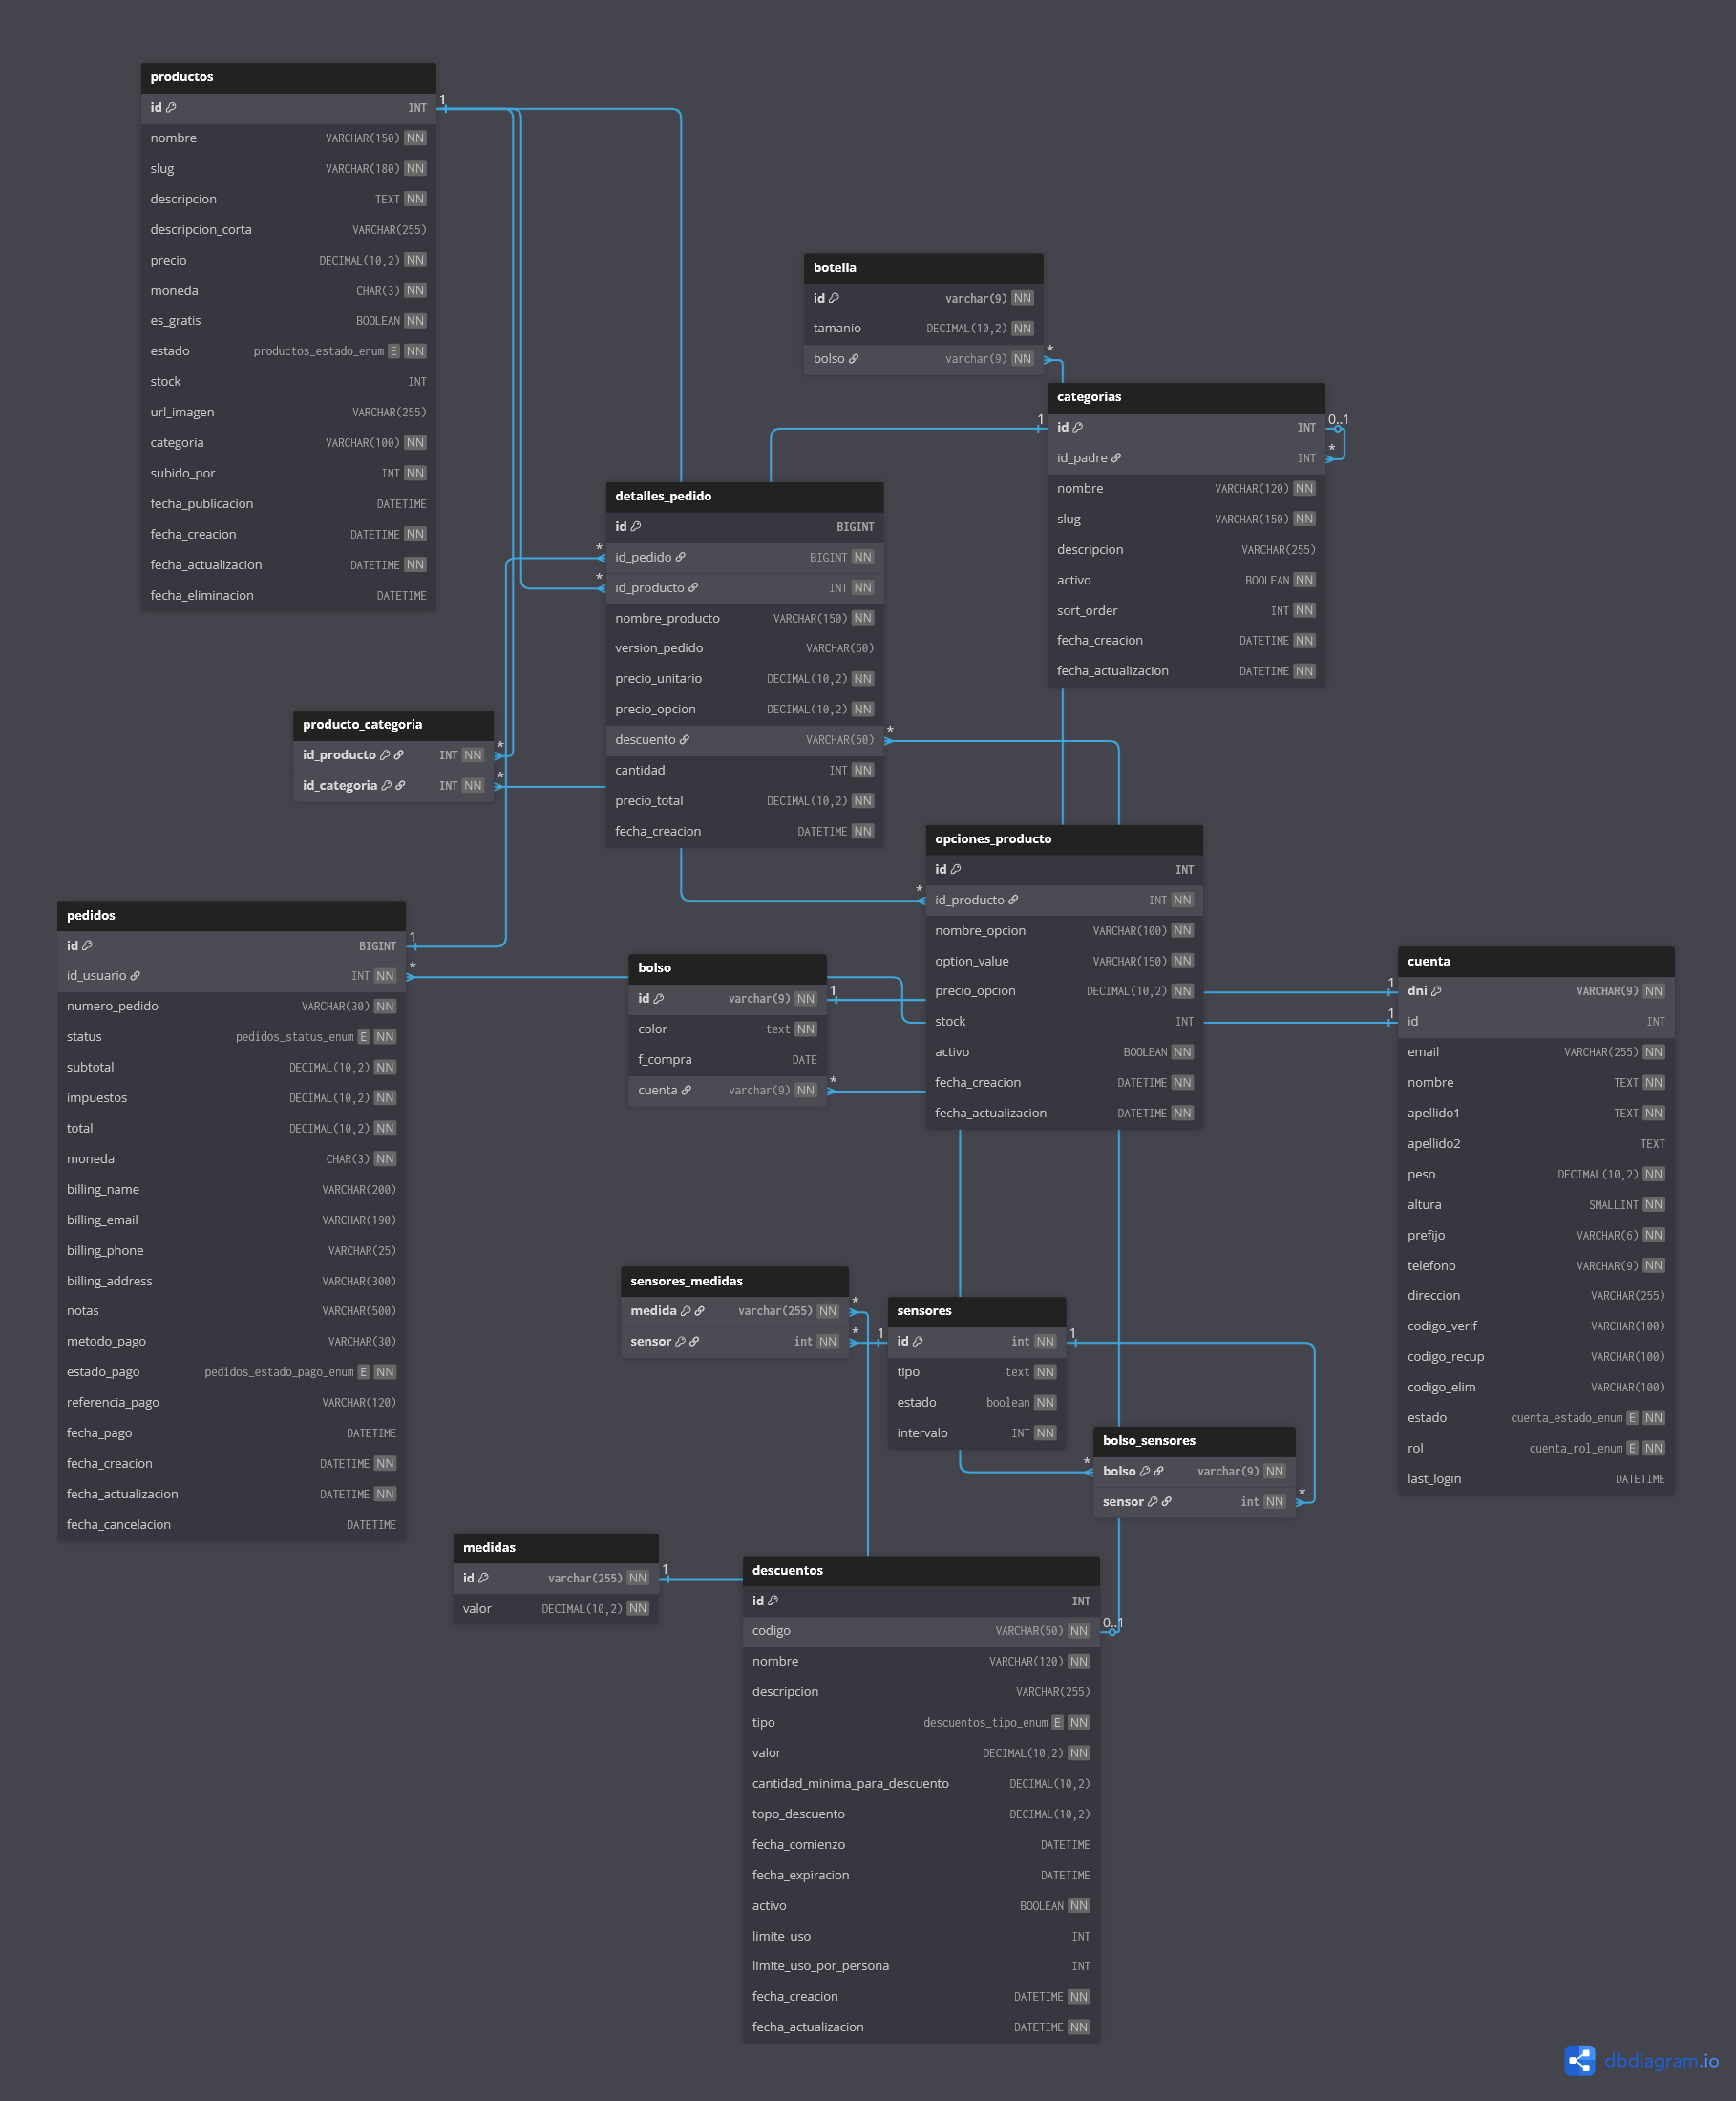 productos
id INT
nombre VARCHAR(150) NN
slug VARCHAR(180) NN
descripcion TEXT NN
descripcion_corta VARCHAR(255)
precio DECIMAL(10,2) NN
moneda CHAR(3) NN
es_gratis BOOLEAN NN
estado productos_estado_enum E NN
stock INT
url_imagen VARCHAR(255)
categoria VARCHAR(100) NN
subido_por INT NN
fecha_publicacion DATETIME
fecha_creacion DATETIME NN
fecha_actualizacion DATETIME NN
fecha_eliminacion DATETIME
1
botella
id varchar(9) NN
tamanio DECIMAL(10,2) NN
bolso varchar(9) NN
*
categorias
1
id INT
0..1
id_padre INT
*
nombre VARCHAR(120) NN
slug VARCHAR(150) NN
descripcion VARCHAR(255)
activo BOOLEAN NN
sort_order INT NN
fecha_creacion DATETIME NN
fecha_actualizacion DATETIME NN
detalles_pedido
id BIGINT
* id_pedido BIGINT NN
* id_producto INT NN
nombre_producto VARCHAR(150) NN
version_pedido VARCHAR(50)
precio_unitario DECIMAL(10,2) NN
precio_opcion DECIMAL(10,2) NN
descuento VARCHAR(50) *
cantidad INT NN
precio_total DECIMAL(10,2) NN
fecha_creacion DATETIME NN
producto_categoria
id_producto INT NN *
id_categoria INT NN *
opciones_producto
id INT
* id_producto INT NN
nombre_opcion VARCHAR(100) NN
option_value VARCHAR(150) NN
precio_opcion DECIMAL(10,2) NN
stock INT
activo BOOLEAN NN
fecha_creacion DATETIME NN
fecha_actualizacion DATETIME NN
pedidos
id BIGINT 1
id_usuario INT NN *
numero_pedido VARCHAR(30) NN
status pedidos_status_enum E NN
subtotal DECIMAL(10,2) NN
impuestos DECIMAL(10,2) NN
total DECIMAL(10,2) NN
moneda CHAR(3) NN
billing_name VARCHAR(200)
billing_email VARCHAR(190)
billing_phone VARCHAR(25)
billing_address VARCHAR(300)
notas VARCHAR(500)
metodo_pago VARCHAR(30)
estado_pago pedidos_estado_pago_enum E NN
referencia_pago VARCHAR(120)
fecha_pago DATETIME
fecha_creacion DATETIME NN
fecha_actualizacion DATETIME NN
fecha_cancelacion DATETIME
bolso
id varchar(9) NN 1
color text NN
f_compra DATE
cuenta varchar(9) NN *
cuenta
1 dni VARCHAR(9) NN
1 id INT
email VARCHAR(255) NN
nombre TEXT NN
apellido1 TEXT NN
apellido2 TEXT
peso DECIMAL(10,2) NN
altura SMALLINT NN
prefijo VARCHAR(6) NN
telefono VARCHAR(9) NN
direccion VARCHAR(255)
codigo_verif VARCHAR(100)
codigo_recup VARCHAR(100)
codigo_elim VARCHAR(100)
estado cuenta_estado_enum E NN
rol cuenta_rol_enum E NN
last_login DATETIME
sensores_medidas
medida varchar(255) NN *
sensor int NN *
sensores
1 id int NN 1
tipo text NN
estado boolean NN
intervalo INT NN
bolso_sensores
* bolso varchar(9) NN
sensor int NN *
medidas
id varchar(255) NN 1
valor DECIMAL(10,2) NN
descuentos
id INT
codigo VARCHAR(50) NN 0..1
nombre VARCHAR(120) NN
descripcion VARCHAR(255)
tipo descuentos_tipo_enum E NN
valor DECIMAL(10,2) NN
cantidad_minima_para_descuento DECIMAL(10,2)
topo_descuento DECIMAL(10,2)
fecha_comienzo DATETIME
fecha_expiracion DATETIME
activo BOOLEAN NN
limite_uso INT
limite_uso_por_persona INT
fecha_creacion DATETIME NN
fecha_actualizacion DATETIME NN
dbdiagram.io